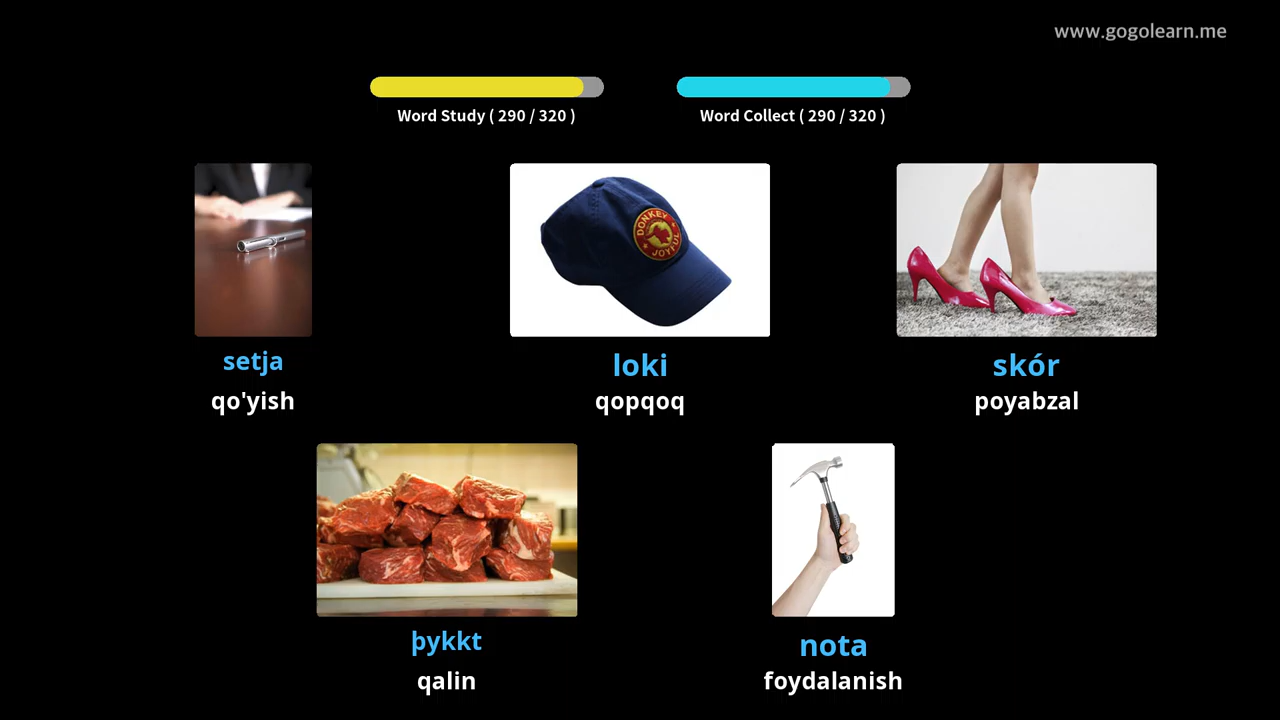 www.gogolearn.me
Word Study ( 290 / 320 )
Word Collect ( 290 / 320 )
DONKEY
JOYFUL
setja
qo'yish
loki
qopqoq
skór
poyabzal
þykkt
qalin
nota
foydalanish